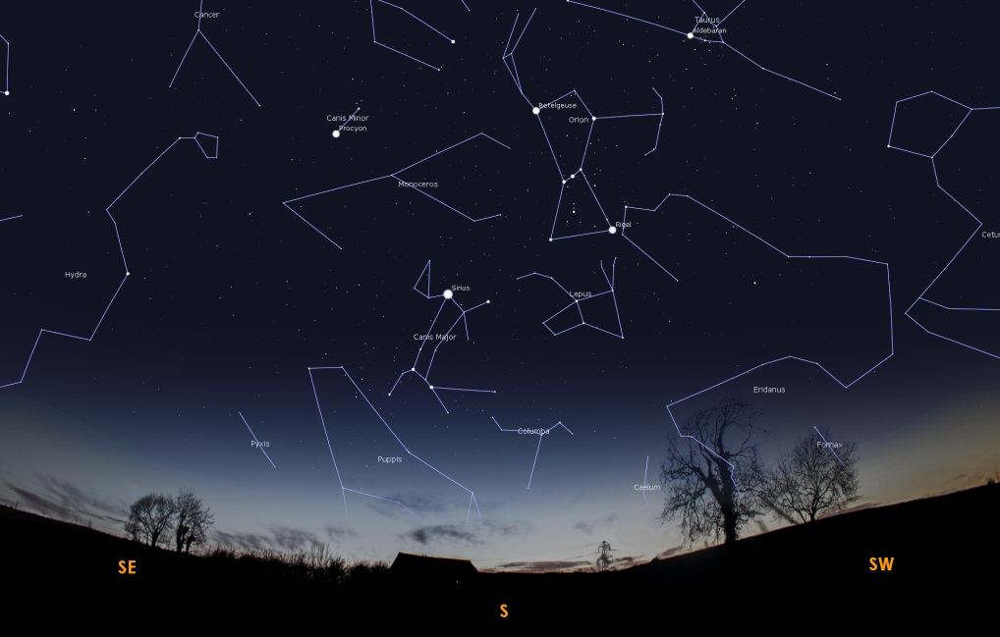 Cancer
Taurus
Aldebaran
Betelgeuse
Orion
Canis Minor
Procyon
Monoceros
Rigel
Cetus
Hydra
Sirius
Lepus
Canis Major
Eridanus
Columba
Pyxis
Fornax
Puppis
Caelum
SE
SW
S